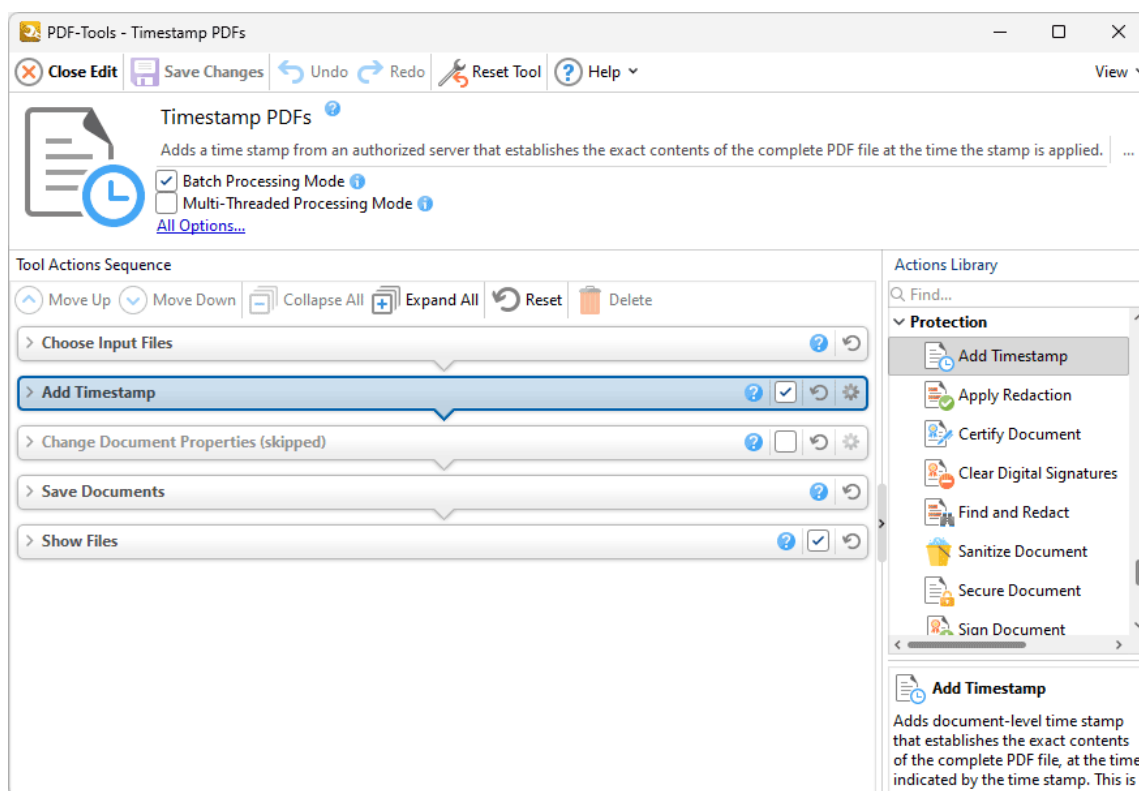 PDF-Tools - Timestamp PDFs
Close Edit Save Changes Undo Redo Reset Tool Help View
Timestamp PDFs
Adds a time stamp from an authorized server that establishes the exact contents of the complete PDF file at the time the stamp is applied. ...
Batch Processing Mode
Multi-Threaded Processing Mode
All Options...
Tool Actions Sequence
Move Up Move Down Collapse All Expand All Reset Delete
Choose Input Files
Add Timestamp
Change Document Properties (skipped)
Save Documents
Show Files
Actions Library
Find...
Protection
Add Timestamp
Apply Redaction
Certify Document
Clear Digital Signatures
Find and Redact
Sanitize Document
Secure Document
Sign Document
Add Timestamp
Adds document-level time stamp
that establishes the exact contents
of the complete PDF file, at the time
indicated by the time stamp. This is